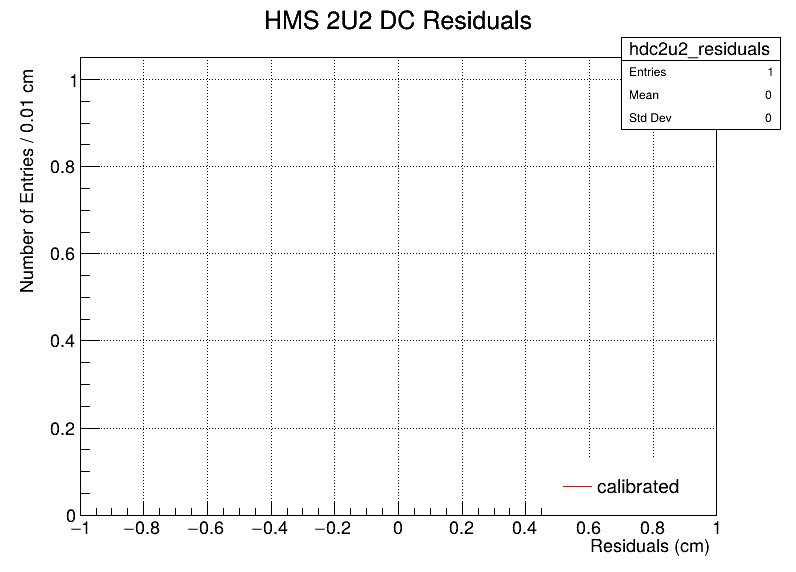 HMS 2U2 DC Residuals
hdc2u2_residuals
Entries 1
Mean 0
Std Dev 0
Number of Entries / 0.01 cm
1
0.8
0.6
0.4
0.2
0
−1 −0.8 −0.6 −0.4 −0.2 0 0.2 0.4 0.6 0.8 1
calibrated
Residuals (cm)